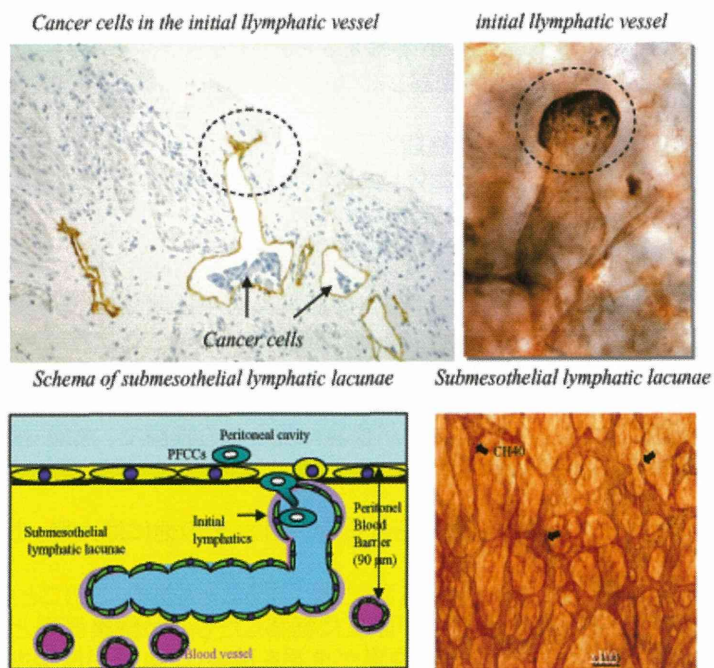 Cancer cells in the initial llymphatic vessel
initial llymphatic vessel
Cancer cells
Schema of submesothelial lymphatic lacunae
Submesothelial lymphatic lacunae
Peritoneal cavity
PFCCs
Initial
lymphatics
Submesothelial
lymphatic lacunae
Peritonel
Blood
Barrier
(90 μm)
Blood vessel
CH40